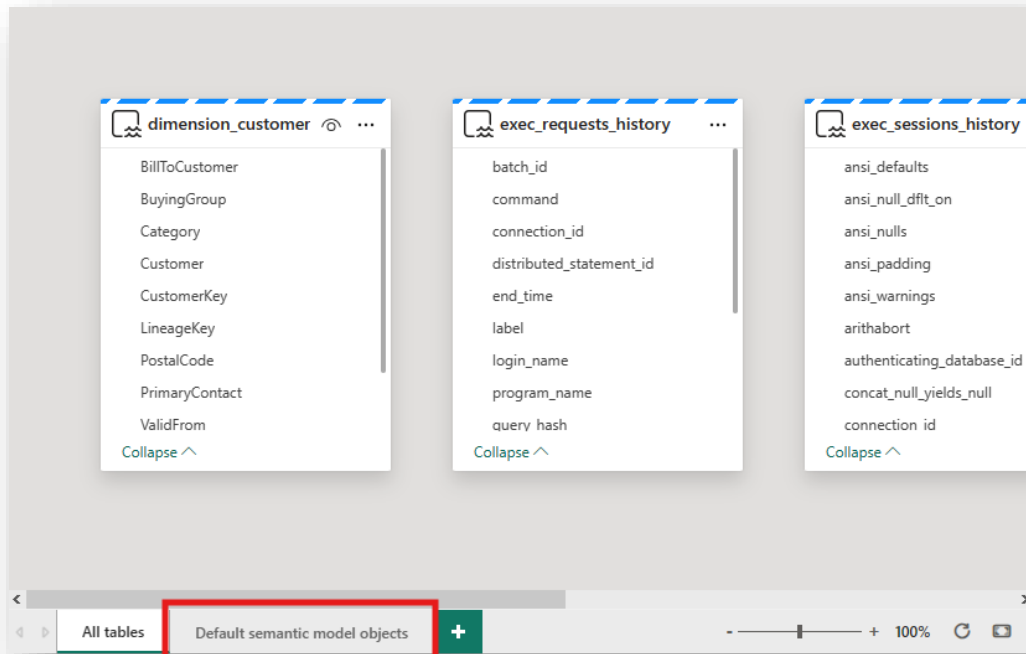 dimension_customer
BillToCustomer
BuyingGroup
Category
Customer
CustomerKey
LineageKey
PostalCode
PrimaryContact
ValidFrom
Collapse
exec_requests_history
batch_id
command
connection_id
distributed_statement_id
end_time
label
login_name
program_name
query_hash
Collapse
exec_sessions_history
ansi_defaults
ansi_null_dflt_on
ansi_nulls
ansi_padding
ansi_warnings
arithabort
authenticating_database_id
concat_null_yields_null
connection_id
Collapse
All tables
Default semantic model objects
+
- + 100%